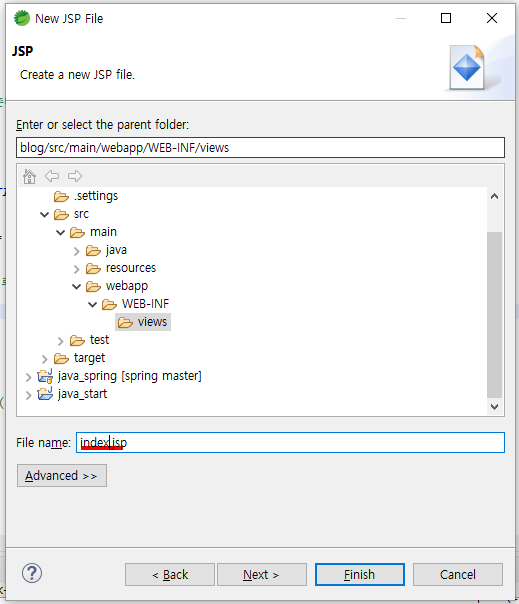 New JSP File
JSP
Create a new JSP file.
Enter or select the parent folder:
blog/src/main/webapp/WEB-INF/views
.settings
src
main
java
resources
webapp
WEB-INF
views
test
target
java_spring [spring master]
java_start
File name: index.jsp
Advanced >>
< Back Next > Finish Cancel